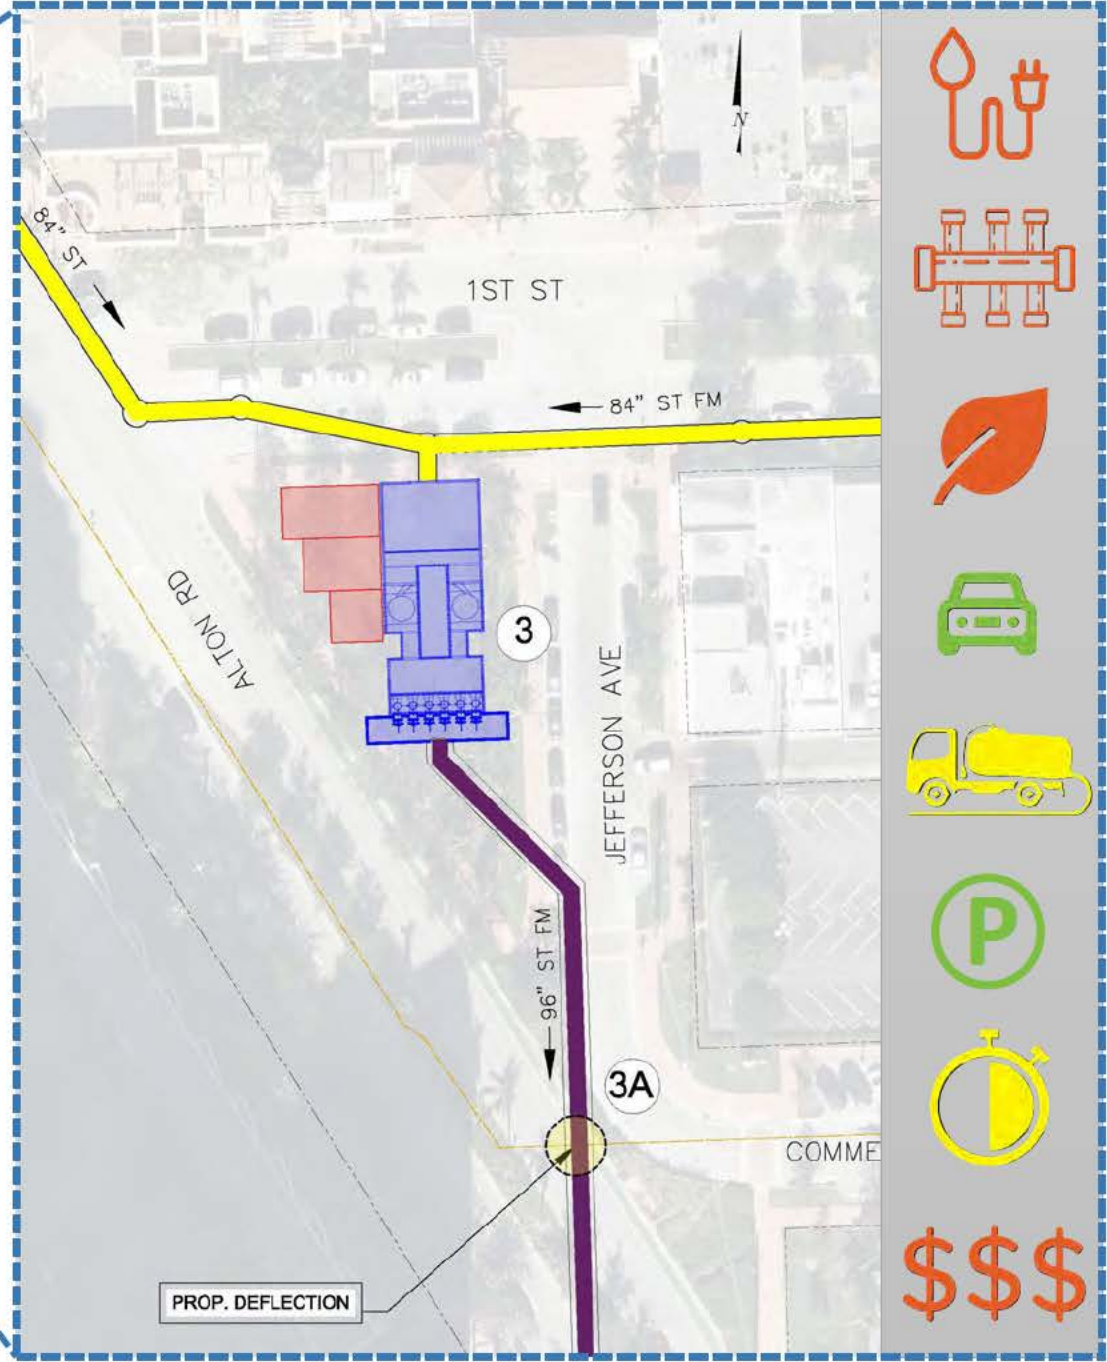 N
84" ST
1ST ST
84" ST FM
ALTON RD
3
JEFFERSON AVE
96" ST FM
3A
COMME
PROP. DEFLECTION
P
$$$